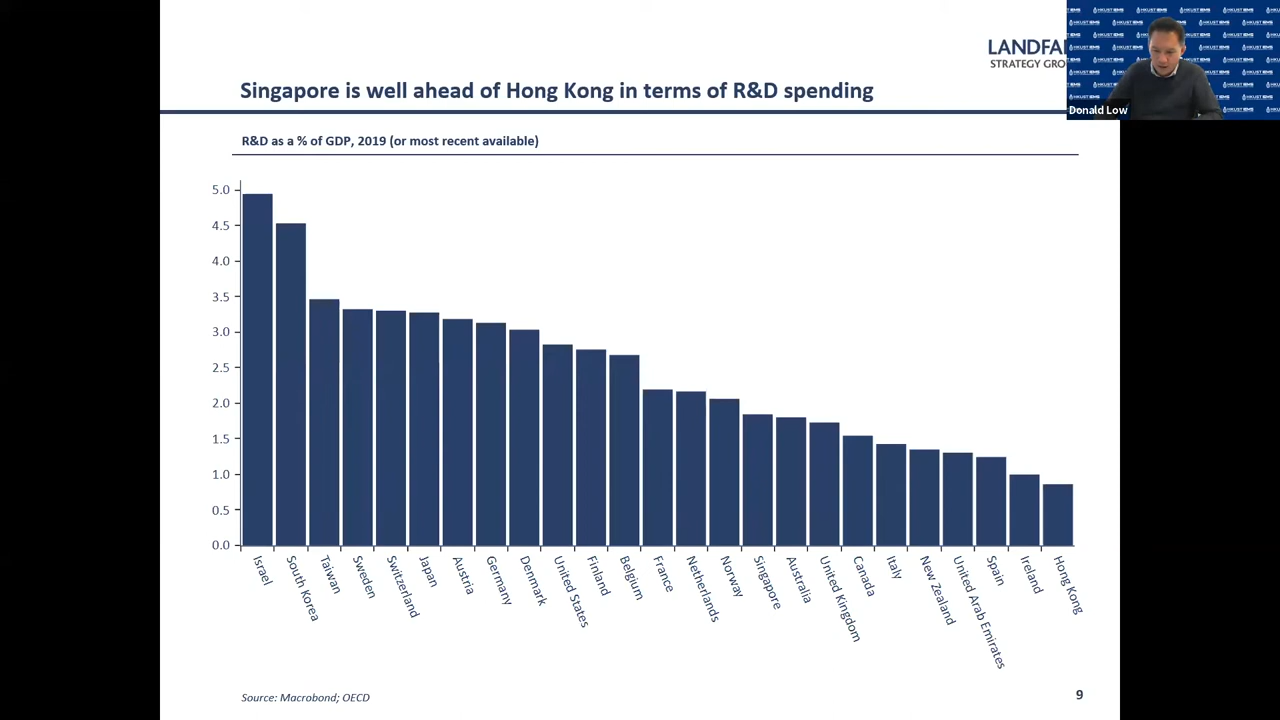 LANDFA
STRATEGY GRO
Donald Low
Singapore is well ahead of Hong Kong in terms of R&D spending
R&D as a % of GDP, 2019 (or most recent available)
5.0
4.5
4.0
3.5
3.0
2.5
2.0
1.5
1.0
0.5
0.0
Israel
South Korea
Taiwan
Sweden
Switzerland
Japan
Austria
Germany
Denmark
United States
Finland
Belgium
France
Netherlands
Norway
Singapore
Australia
United Kingdom
Canada
Italy
New Zealand
United Arab Emirates
Spain
Ireland
Hong Kong
Source: Macrobond; OECD
9